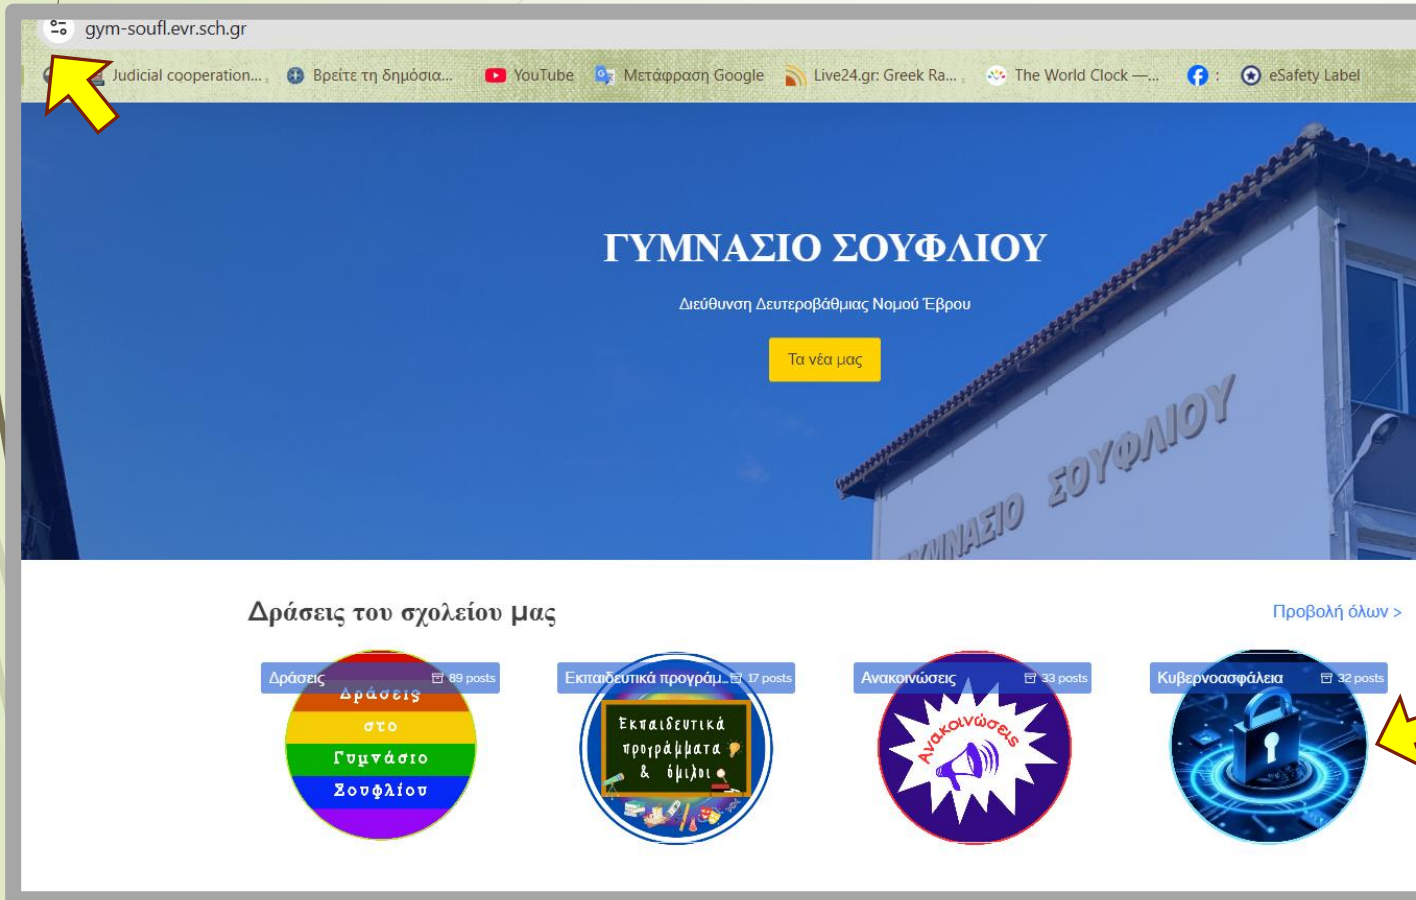 gym-soufl.evr.sch.gr
Judicial cooperation... Βρείτε τη δημόσια... YouTube Μετάφραση Google Live24.gr: Greek Ra... The World Clock —... : eSafety Label
ΓΥΜΝΑΣΙΟ ΣΟΥΦΛΙΟΥ
Διεύθυνση Δευτεροβάθμιας Νομού Έβρου
Τα νέα μας
ΓΥΜΝΑΣΙΟ ΣΟΥΦΛΙΟΥ
Δράσεις του σχολείου μας
Προβολή όλων >
Δράσεις 89 posts
Δράσεις
στο
Γυμνάσιο
Σουφλίου
Εκπαιδευτικά προγράμ... 17 posts
Εκπαιδευτικά
προγράμματα
& όμιλοι
Ανακοινώσεις 33 posts
Ανακοινώσεις
Κυβερνοασφάλεια 32 posts